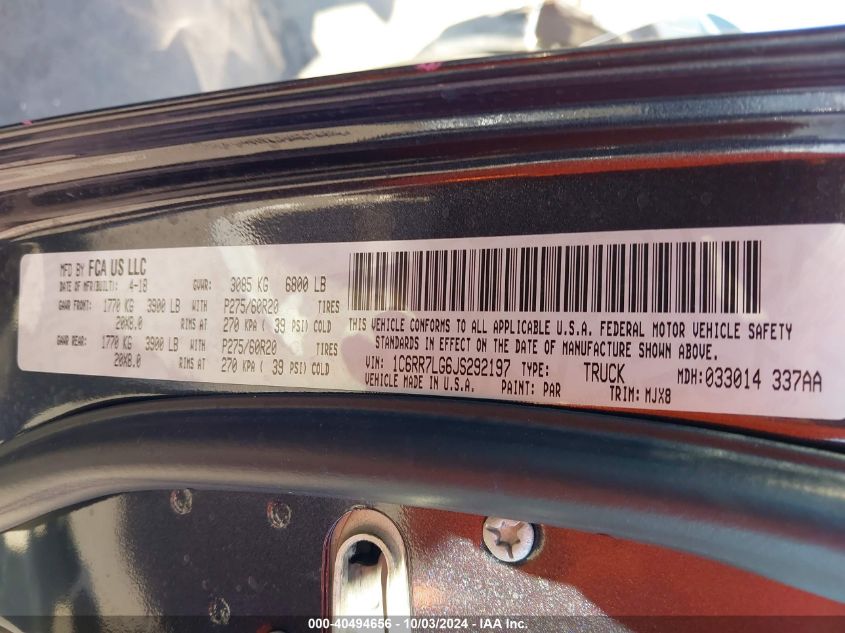 MFD BY FCA US LLC
DATE OF MFR(BUILT): 4-18 GVWR: 3085 KG 6800 LB
GAWR FRONT: 1770 KG 3900 LB WITH P275/60R20 TIRES
20X8.0 RIMS AT 270 KPA ( 39 PSI) COLD
GAWR REAR: 1770 KG 3900 LB WITH P275/60R20 TIRES
20X8.0 RIMS AT 270 KPA ( 39 PSI) COLD
THIS VEHICLE CONFORMS TO ALL APPLICABLE U.S.A. FEDERAL MOTOR VEHICLE SAFETY
STANDARDS IN EFFECT ON THE DATE OF MANUFACTURE SHOWN ABOVE.
VIN: 1C6RR7LG6JS292197 TYPE: TRUCK MDH: 033014 337AA
VEHICLE MADE IN U.S.A. PAINT: PAR TRIM: MJX8
000-40494656 - 10/03/2024 - IAA Inc.